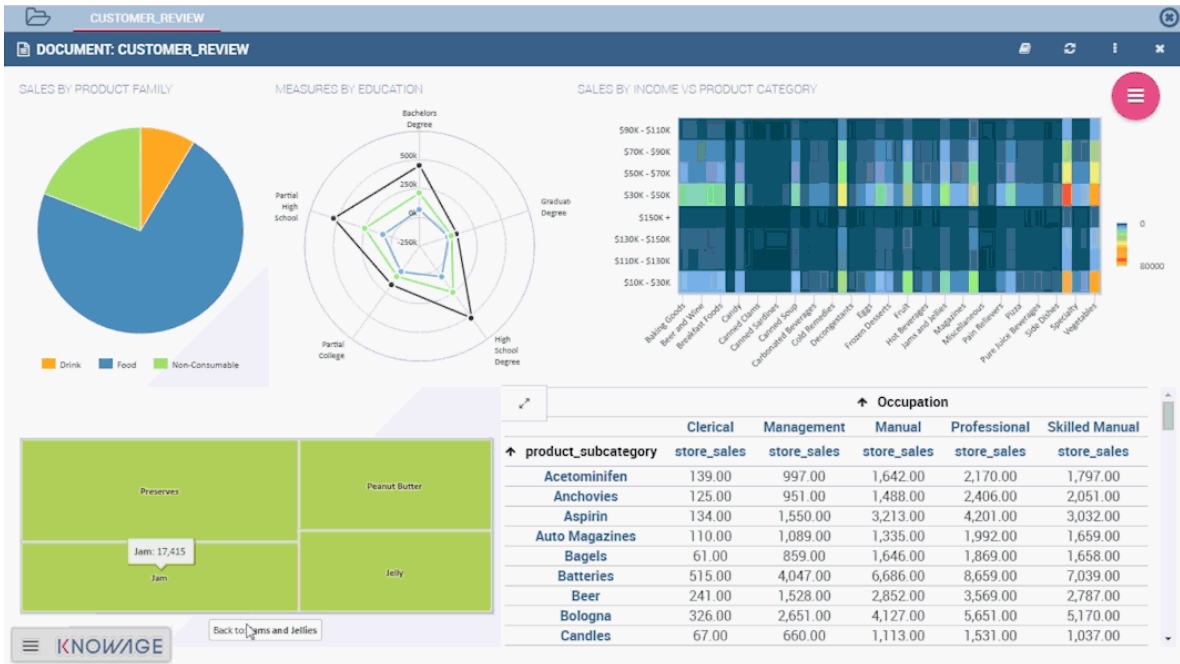 CUSTOMER_REVIEW
DOCUMENT: CUSTOMER_REVIEW
SALES BY PRODUCT FAMILY
Drink
Food
Non-Consumable
MEASURES BY EDUCATION
Bachelors
Degree
500k
250k
0k
-250k
Graduat
Degree
Partial
High
School
Partial
College
High
School
Degree
SALES BY INCOME VS PRODUCT CATEGORY
$90K - $110K
$70K - $90K
$50K - $70K
$30K - $50K
$150K +
$130K - $150K
$110K - $130K
$10K - $30K
0
80000
Baking Goods
Beer and Wine
Breakfast Foods
Candy
Canned Clams
Canned Sardines
Canned Soup
Carbonated Beverages
Cold Remedies
Decongestants
Eggs
Frozen Desserts
Fruit
Hot Beverages
Jams and Jellies
Magazines
Miscellaneous
Pain Relievers
Pizza
Pure Juice Beverages
Side Dishes
Specialty
Vegetables
Preserves
Peanut Butter
Jam: 17,415
Jam
Jelly
Back to: Jams and Jellies
KNOWAGE
Occupation
Clerical Management Manual Professional Skilled Manual
product_subcategory store_sales store_sales store_sales store_sales store_sales
Acetominifen 139.00 997.00 1,642.00 2,170.00 1,797.00
Anchovies 125.00 951.00 1,488.00 2,406.00 2,051.00
Aspirin 134.00 1,550.00 3,213.00 4,201.00 3,032.00
Auto Magazines 110.00 1,089.00 1,335.00 1,992.00 1,659.00
Bagels 61.00 859.00 1,646.00 1,869.00 1,658.00
Batteries 515.00 4,047.00 6,686.00 8,659.00 7,039.00
Beer 241.00 1,528.00 2,852.00 3,569.00 2,787.00
Bologna 326.00 2,651.00 4,127.00 5,651.00 5,170.00
Candles 67.00 660.00 1,113.00 1,531.00 1,037.00